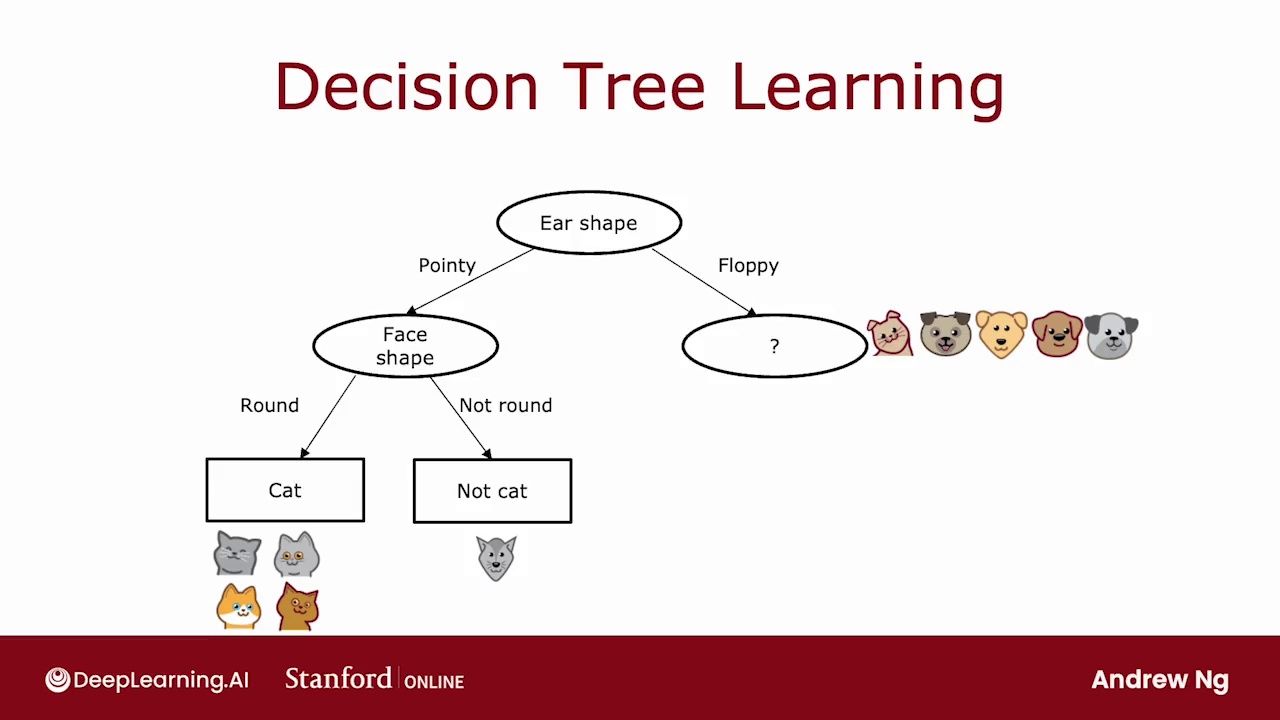 Decision Tree Learning
Ear shape
Pointy
Floppy
Face
shape
?
Round
Not round
Cat
Not cat
DeepLearning.AI
Stanford | ONLINE
Andrew Ng